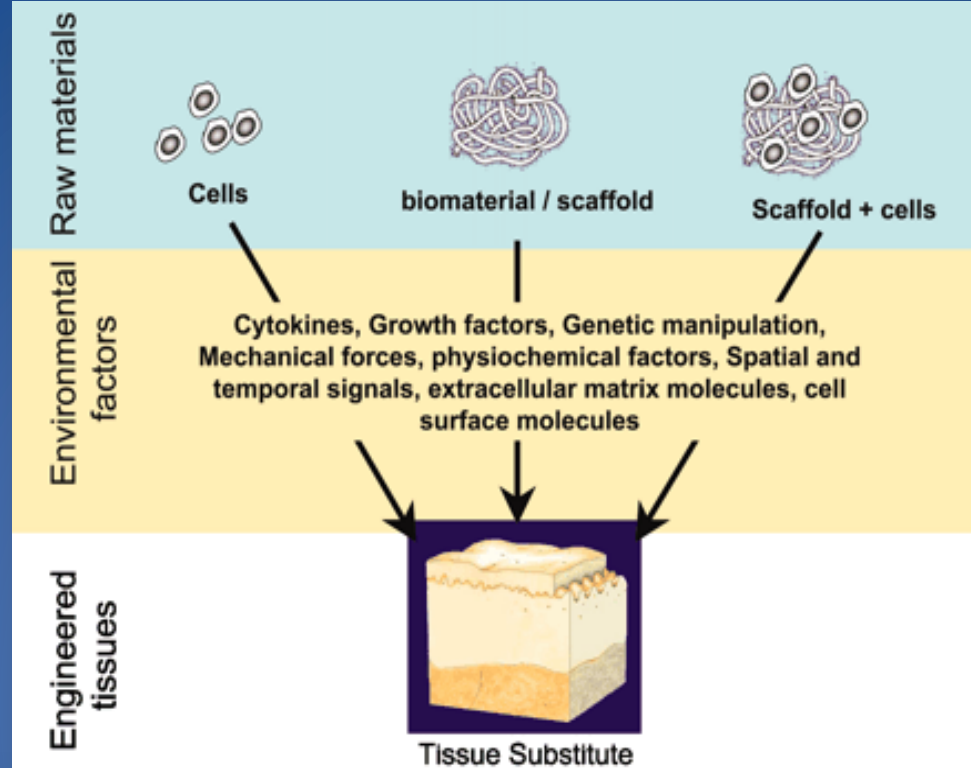 Raw materials
Cells
biomaterial / scaffold
Scaffold + cells
Environmental
factors
Cytokines, Growth factors, Genetic manipulation,
Mechanical forces, physiochemical factors, Spatial and
temporal signals, extracellular matrix molecules, cell
surface molecules
Engineered
tissues
Tissue Substitute